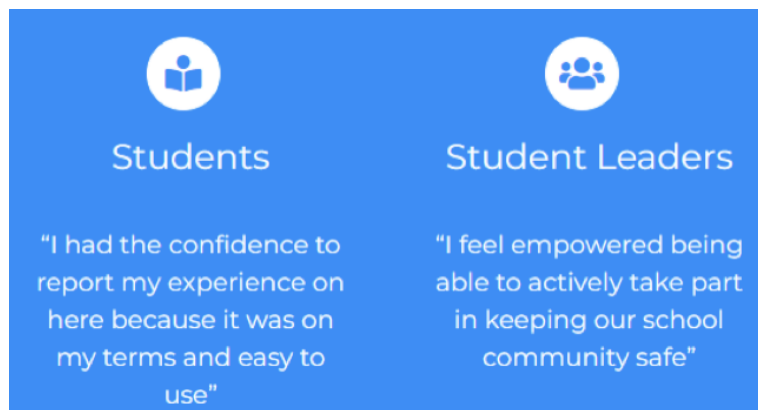 Students
“I had the confidence to
report my experience on
here because it was on
my terms and easy to
use”
Student Leaders
“I feel empowered being
able to actively take part
in keeping our school
community safe”